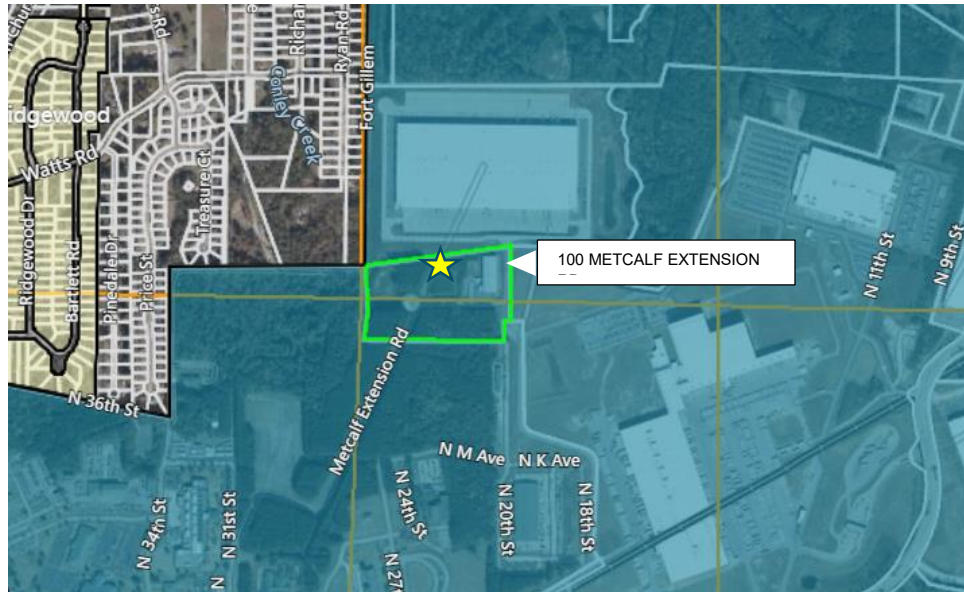 Ryan Rd
Fort Gillem
Conley Creek
idgewood
Watts Rd
Treasure Ct
Ridgewood Dr
Bartlett Rd
Pinedale Dr
Price St
100 METCALF EXTENSION
N 11th St
N 9th St
Metcalf Extension Rd
N 36th St
N M Ave
N K Ave
N 24th St
N 20th St
N 18th St
N 34th St
N 31st St
N
N 27